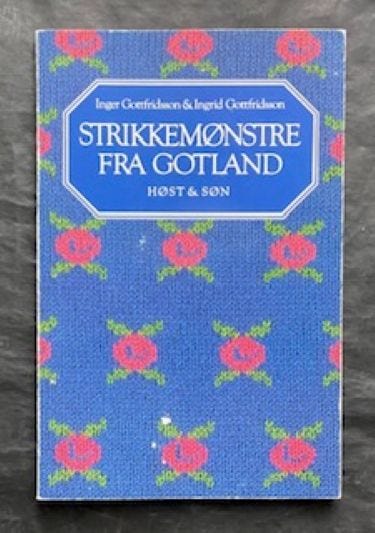 Inger Gottfridsson & Ingrid Gottfridsson
STRIKKEMØNSTRE
FRA GOTLAND
HØST & SØN